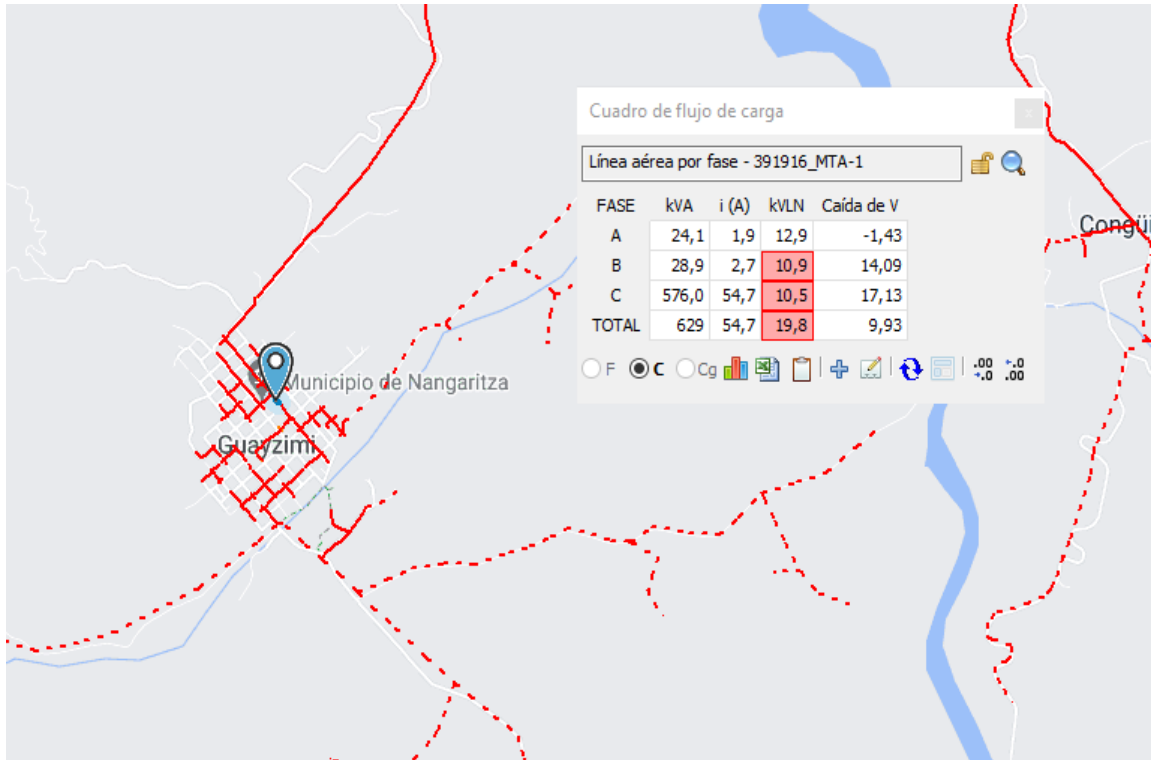 Cuadro de flujo de carga
x
Línea aérea por fase - 391916_MTA-1
FASE kVA i (A) kVLN Caída de V
A 24,1 1,9 12,9 -1,43
B 28,9 2,7 10,9 14,09
C 576,0 54,7 10,5 17,13
TOTAL 629 54,7 19,8 9,93
F C Cg
Congüi
Municipio de Nangaritza
Guayzimi